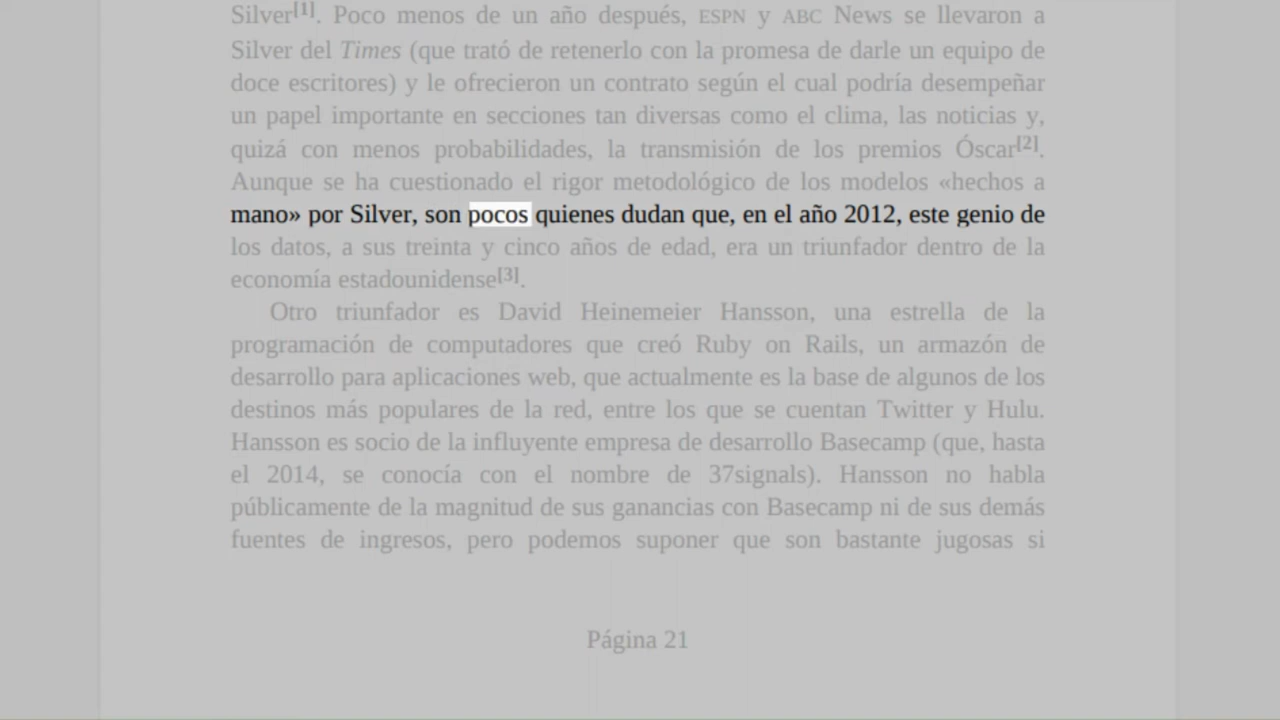 Silver[1]. Poco menos de un año después, ESPN y ABC News se llevaron a
Silver del Times (que trató de retenerlo con la promesa de darle un equipo de
doce escritores) y le ofrecieron un contrato según el cual podría desempeñar
un papel importante en secciones tan diversas como el clima, las noticias y,
quizá con menos probabilidades, la transmisión de los premios Óscar[2].
Aunque se ha cuestionado el rigor metodológico de los modelos «hechos a
mano» por Silver, son pocos quienes dudan que, en el año 2012, este genio de
los datos, a sus treinta y cinco años de edad, era un triunfador dentro de la
economía estadounidense[3].
Otro triunfador es David Heinemeier Hansson, una estrella de la
programación de computadores que creó Ruby on Rails, un armazón de
desarrollo para aplicaciones web, que actualmente es la base de algunos de los
destinos más populares de la red, entre los que se cuentan Twitter y Hulu.
Hansson es socio de la influyente empresa de desarrollo Basecamp (que, hasta
el 2014, se conocía con el nombre de 37signals). Hansson no habla
públicamente de la magnitud de sus ganancias con Basecamp ni de sus demás
fuentes de ingresos, pero podemos suponer que son bastante jugosas si
Página 21